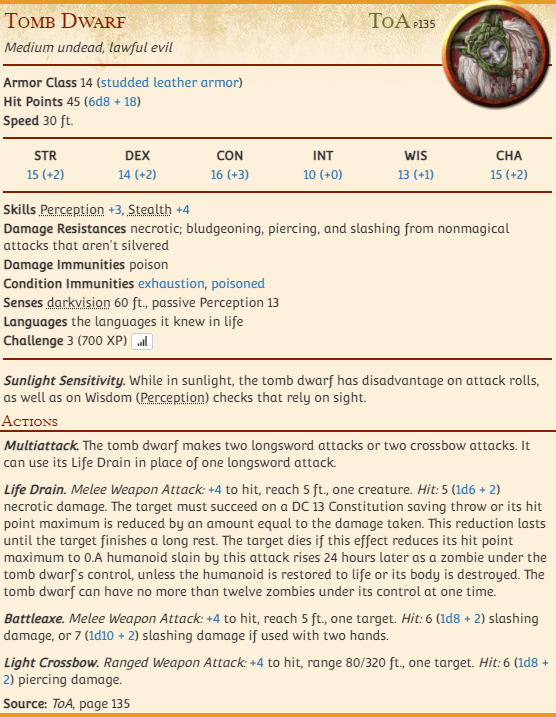 Tomb Dwarf
ToA p135
Medium undead, lawful evil
Armor Class 14 (studded leather armor)
Hit Points 45 (6d8 + 18)
Speed 30 ft.
STR DEX CON INT WIS CHA
15 (+2) 14 (+2) 16 (+3) 10 (+0) 13 (+1) 15 (+2)
Skills Perception +3, Stealth +4
Damage Resistances necrotic; bludgeoning, piercing, and slashing from nonmagical
attacks that aren't silvered
Damage Immunities poison
Condition Immunities exhaustion, poisoned
Senses darkvision 60 ft., passive Perception 13
Languages the languages it knew in life
Challenge 3 (700 XP)
Sunlight Sensitivity. While in sunlight, the tomb dwarf has disadvantage on attack rolls,
as well as on Wisdom (Perception) checks that rely on sight.
Actions
Multiattack. The tomb dwarf makes two longsword attacks or two crossbow attacks. It
can use its Life Drain in place of one longsword attack.
Life Drain. Melee Weapon Attack: +4 to hit, reach 5 ft., one creature. Hit: 5 (1d6 + 2)
necrotic damage. The target must succeed on a DC 13 Constitution saving throw or its hit
point maximum is reduced by an amount equal to the damage taken. This reduction lasts
until the target finishes a long rest. The target dies if this effect reduces its hit point
maximum to 0.A humanoid slain by this attack rises 24 hours later as a zombie under the
tomb dwarf's control, unless the humanoid is restored to life or its body is destroyed. The
tomb dwarf can have no more than twelve zombies under its control at one time.
Battleaxe. Melee Weapon Attack: +4 to hit, reach 5 ft., one target. Hit: 6 (1d8 + 2) slashing
damage, or 7 (1d10 + 2) slashing damage if used with two hands.
Light Crossbow. Ranged Weapon Attack: +4 to hit, range 80/320 ft., one target. Hit: 6 (1d8 +
2) piercing damage.
Source: ToA, page 135